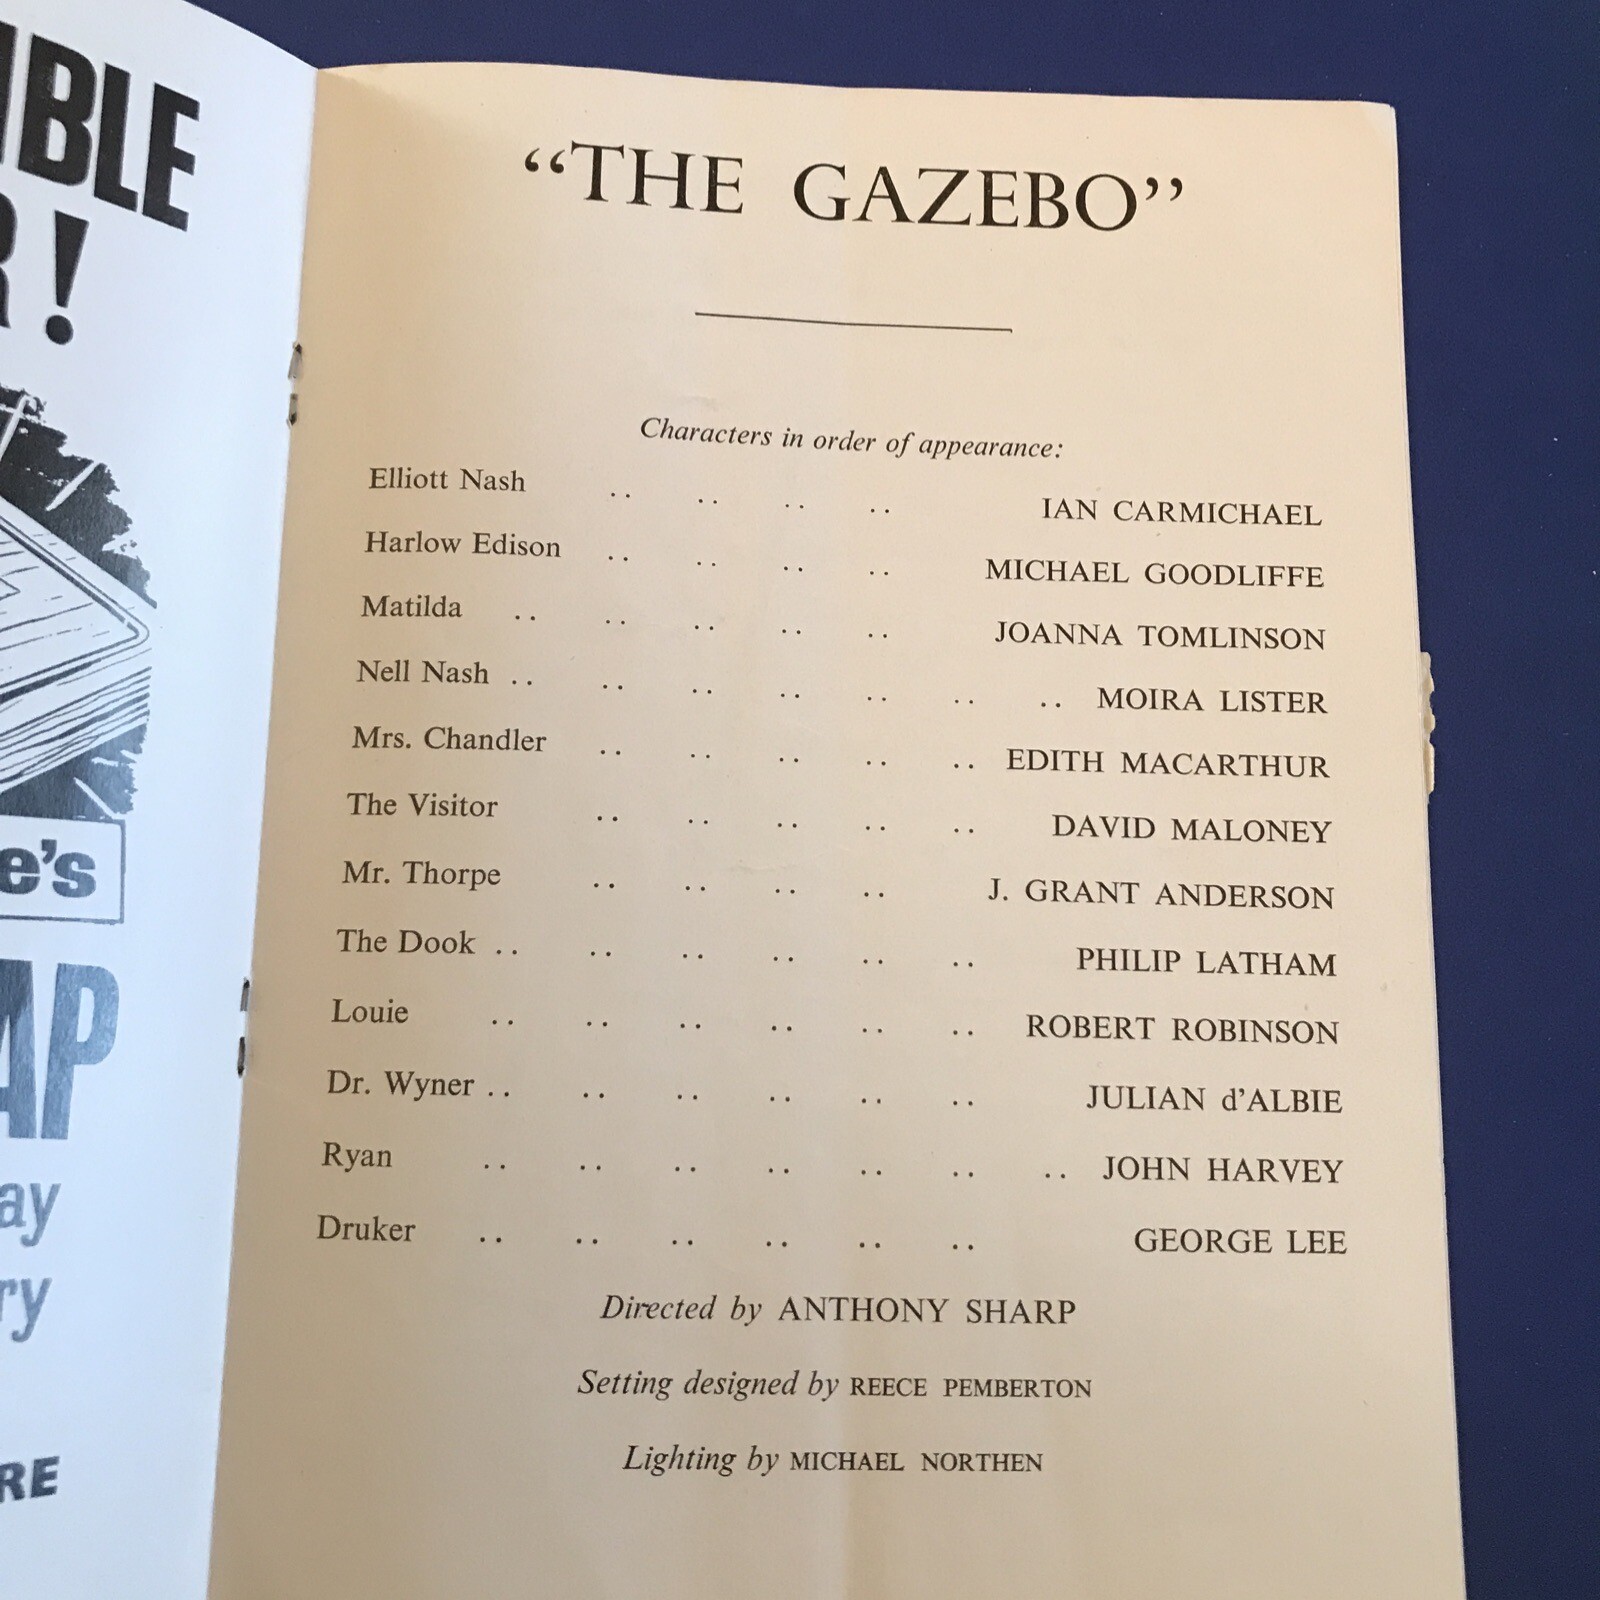 IBLE
R!
e's
AP
ay
ry
RE
“THE GAZEBO”
Characters in order of appearance:
Elliott Nash .. .. .. .. IAN CARMICHAEL
Harlow Edison .. .. .. .. MICHAEL GOODLIFFE
Matilda .. .. .. .. .. JOANNA TOMLINSON
Nell Nash .. .. .. .. .. .. .. MOIRA LISTER
Mrs. Chandler .. .. .. .. .. EDITH MACARTHUR
The Visitor .. .. .. .. .. DAVID MALONEY
Mr. Thorpe .. .. .. .. J. GRANT ANDERSON
The Dook .. .. .. .. .. .. PHILIP LATHAM
Louie .. .. .. .. .. .. ROBERT ROBINSON
Dr. Wyner .. .. .. .. .. .. JULIAN d’ALBIE
Ryan .. .. .. .. .. .. .. JOHN HARVEY
Druker .. .. .. .. .. .. GEORGE LEE
Directed by ANTHONY SHARP
Setting designed by REECE PEMBERTON
Lighting by MICHAEL NORTHEN